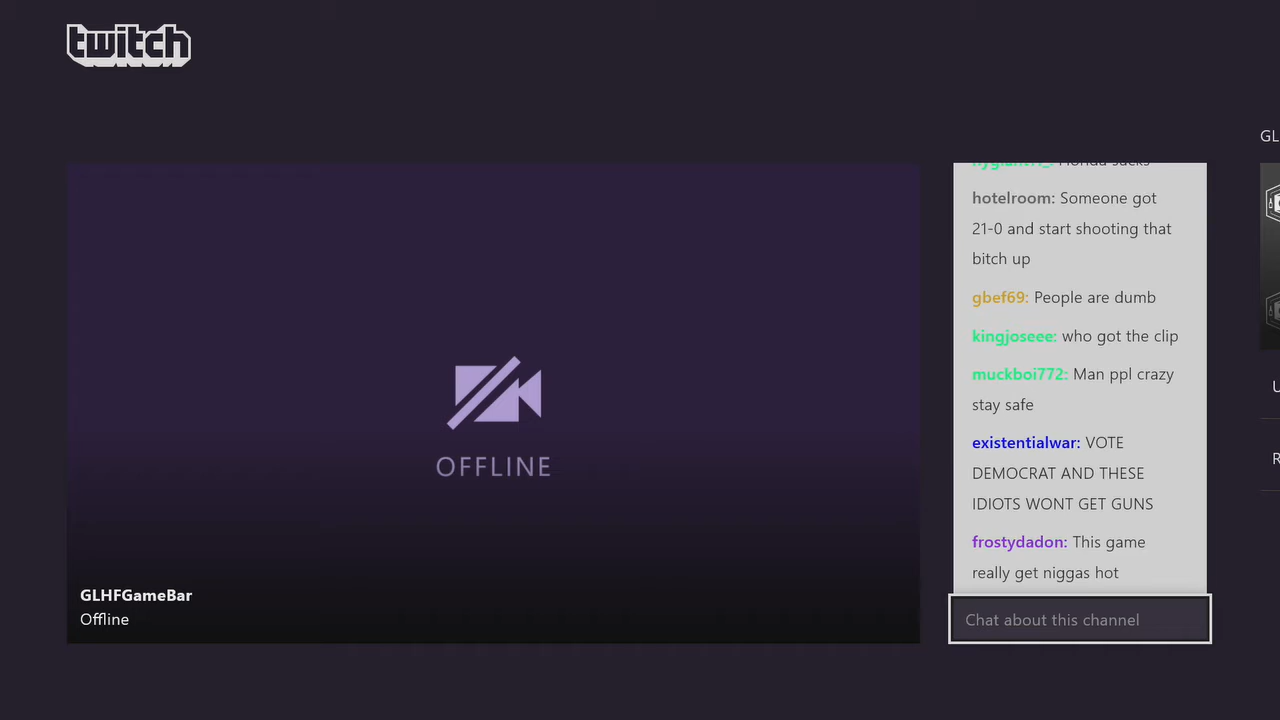 twitch
GL
hotelroom: Someone got
21-0 and start shooting that
bitch up
gbef69: People are dumb
kingjoseee: who got the clip
muckboi772: Man ppl crazy
stay safe
existentialwar: VOTE
DEMOCRAT AND THESE
IDIOTS WONT GET GUNS
frostydadon: This game
really get niggas hot
Chat about this channel
OFFLINE
GLHFGameBar
Offline